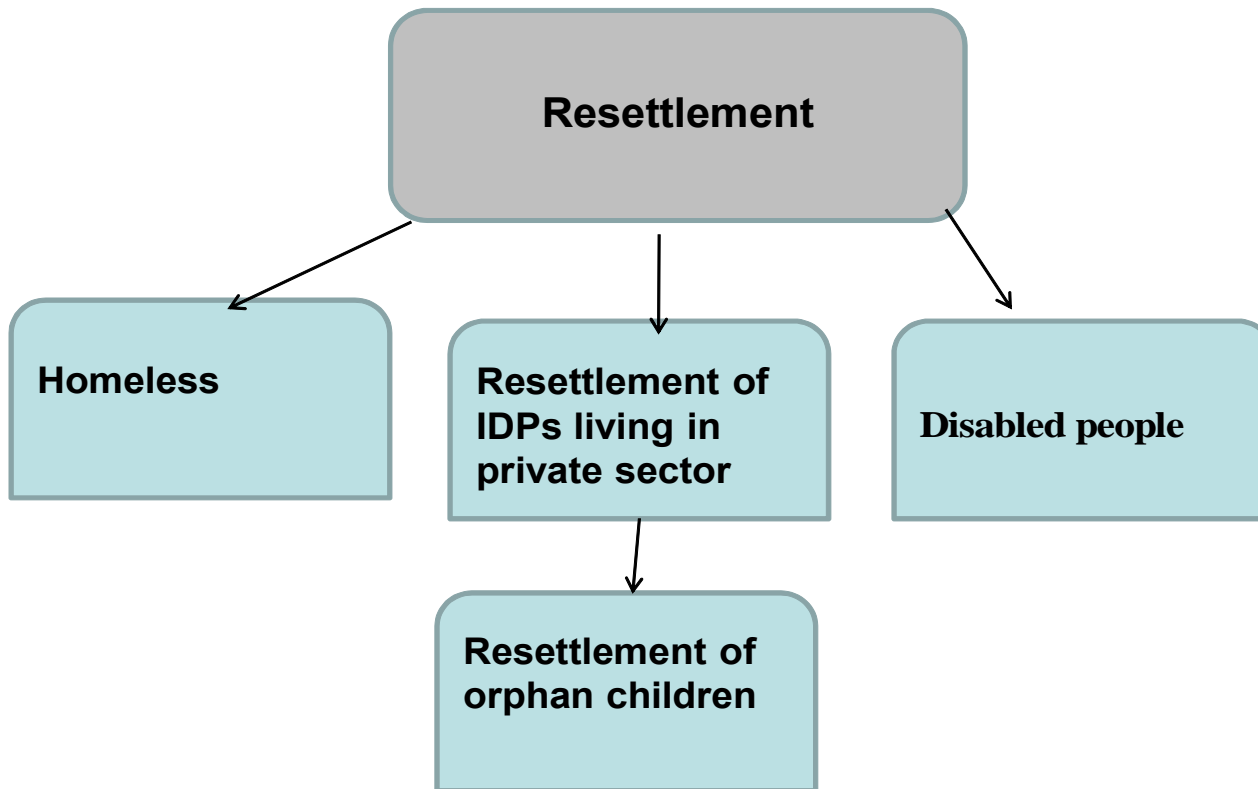 Resettlement
Homeless
Resettlement of
IDPs living in
private sector
Disabled people
Resettlement of
orphan children